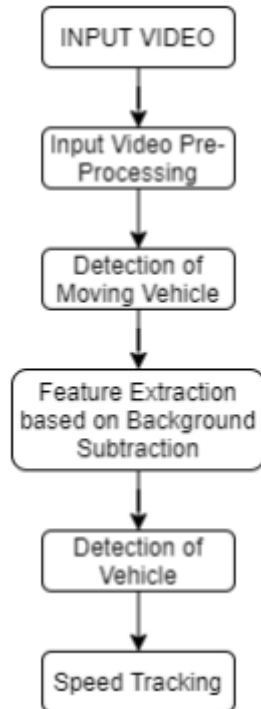 INPUT VIDEO
Input Video Pre-
Processing
Detection of
Moving Vehicle
Feature Extraction
based on Background
Subtraction
Detection of
Vehicle
Speed Tracking